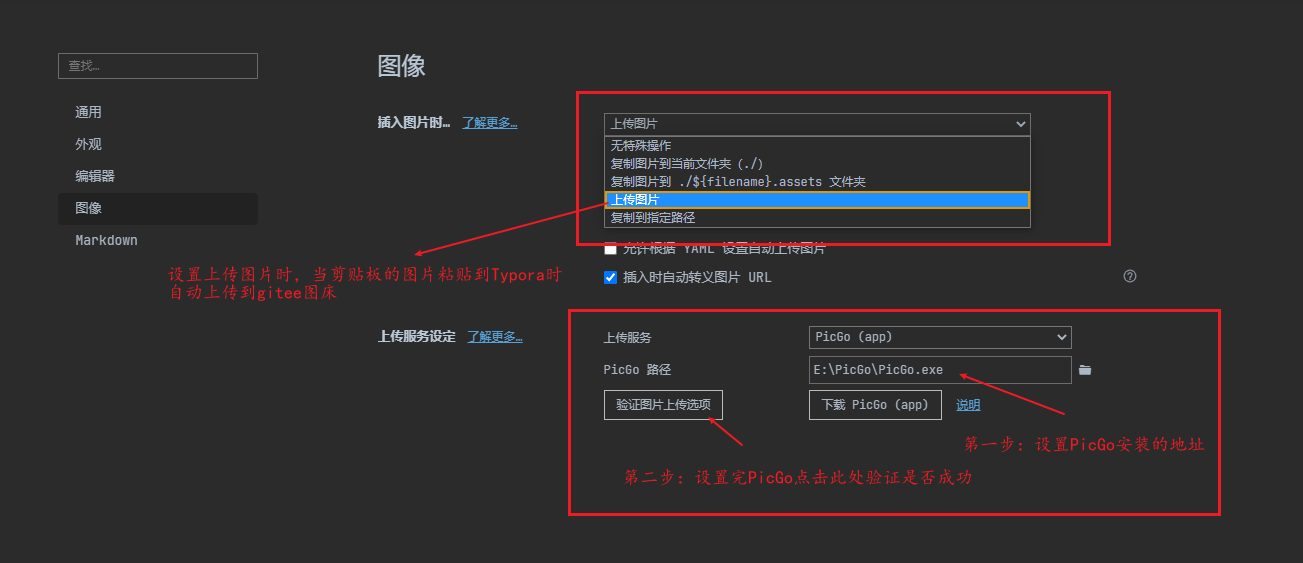 查找…
通用
外观
编辑器
图像
Markdown
图像
插入图片时… 了解更多…
上传图片
无特殊操作
复制图片到当前文件夹 (./)
复制图片到 ./${filename}.assets 文件夹
上传图片
复制到指定路径
允许根据 YAML 设置自动上传图片
插入时自动转义图片 URL
设置上传图片时，当剪贴板的图片粘贴到Typora时
自动上传到gitee图床
上传服务设定 了解更多…
上传服务 PicGo (app)
PicGo 路径 E:\PicGo\PicGo.exe
验证图片上传选项 下载 PicGo (app) 说明
第一步：设置PicGo安装的地址
第二步：设置完PicGo点击此处验证是否成功